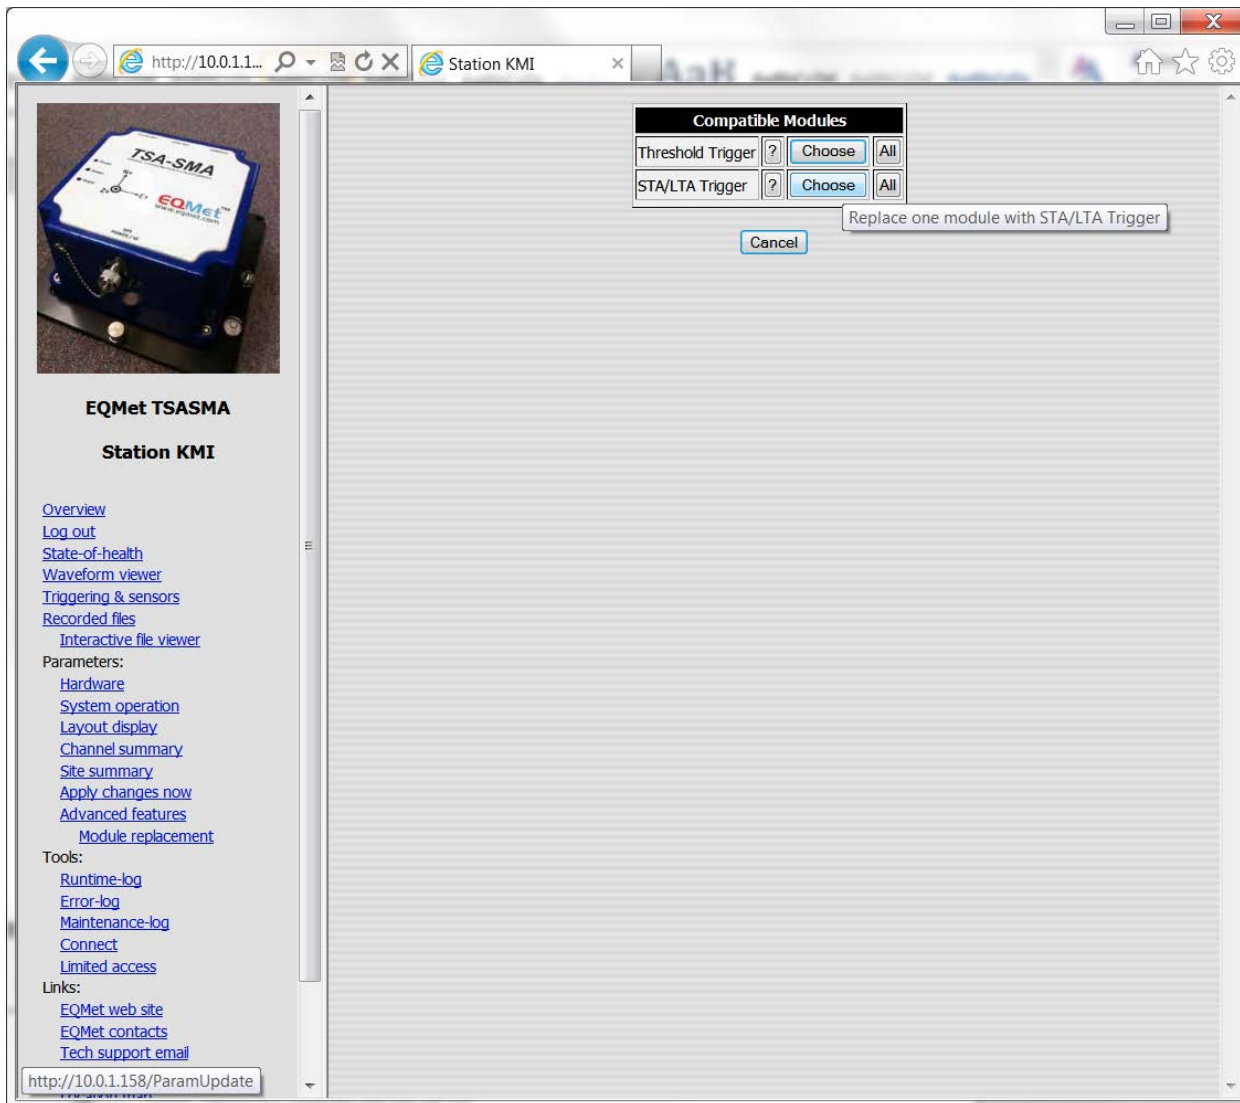 http://10.0.1.1...
Station KMI
TSA-SMA
EQMet
www.eqmet.com
EQMet TSASMA
Station KMI
Overview
Log out
State-of-health
Waveform viewer
Triggering & sensors
Recorded files
Interactive file viewer
Parameters:
Hardware
System operation
Layout display
Channel summary
Site summary
Apply changes now
Advanced features
Module replacement
Tools:
Runtime-log
Error-log
Maintenance-log
Connect
Limited access
Links:
EQMet web site
EQMet contacts
Tech support email
http://10.0.1.158/ParamUpdate
Compatible Modules
Threshold Trigger ? Choose All
STA/LTA Trigger ? Choose All
Replace one module with STA/LTA Trigger
Cancel